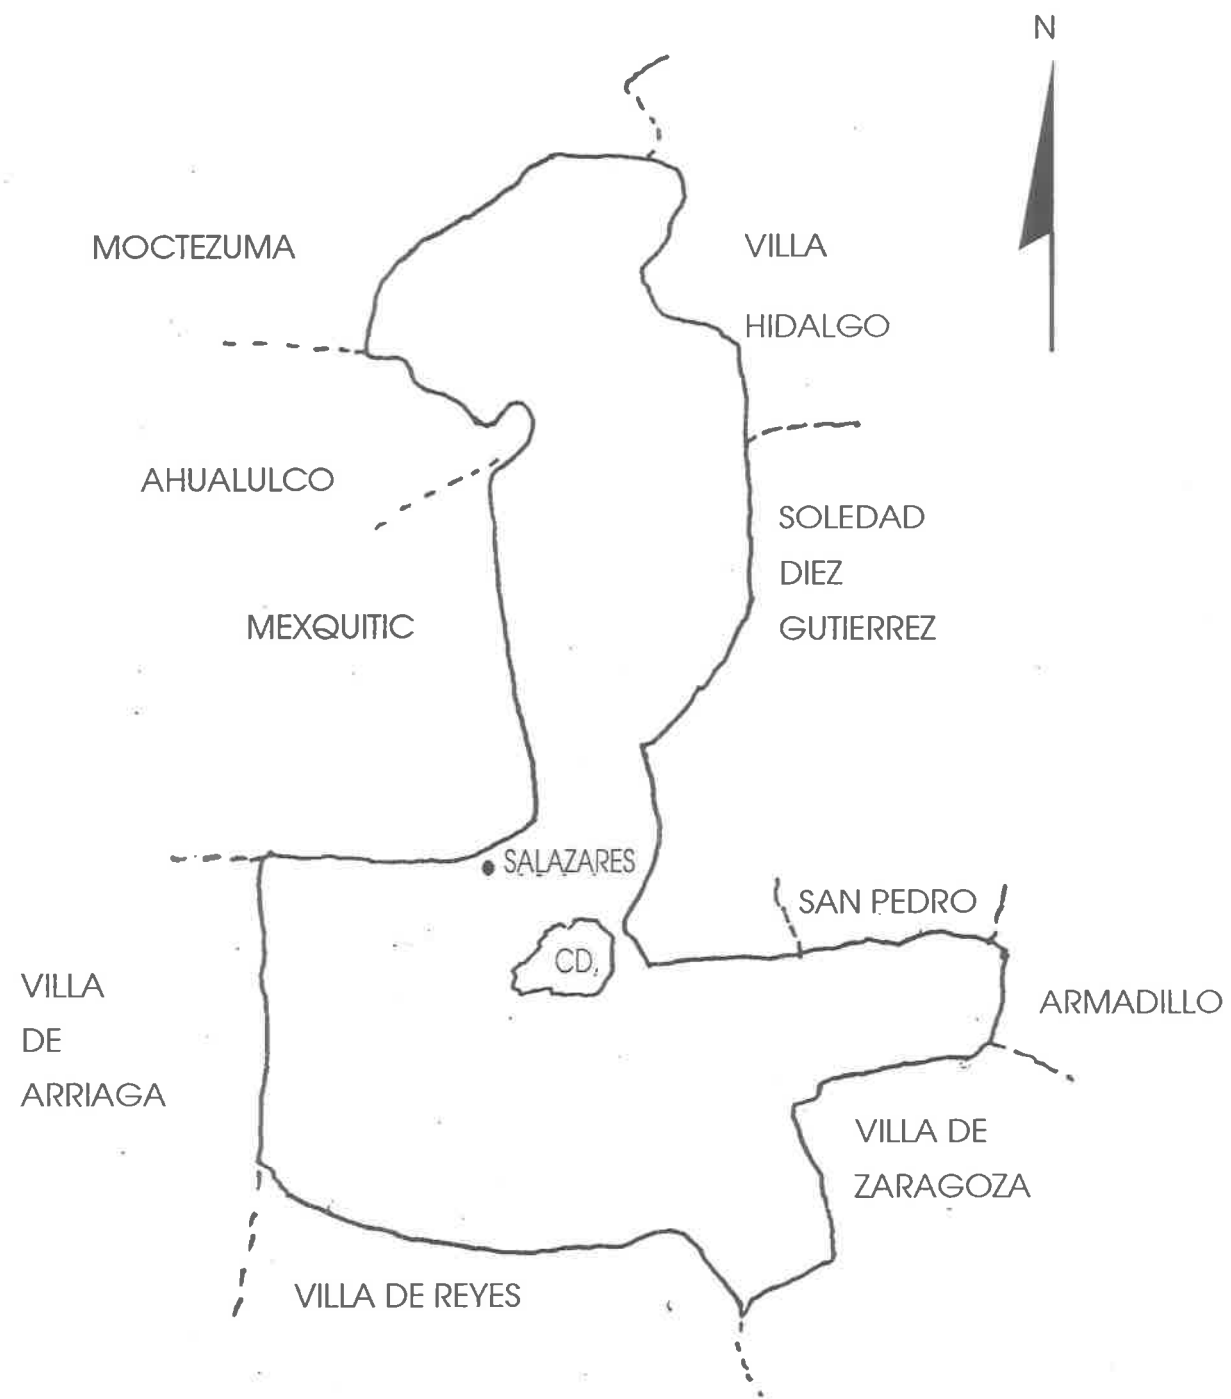 N
MOCTEZUMA
VILLA
HIDALGO
AHUALULCO
SOLEDAD
DIEZ
GUTIERREZ
MEXQUITIC
SALAZARES
SAN PEDRO
CD,
VILLA
DE
ARRIAGA
ARMADILLO
VILLA DE
ZARAGOZA
VILLA DE REYES